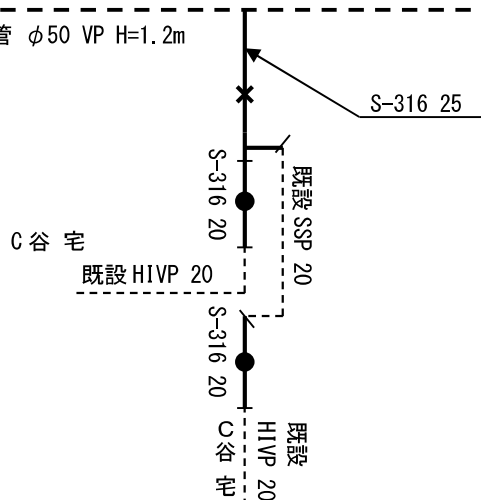 管 φ50 VP H=1.2m
S-316 25
S-316 20
既設 SSP 20
C谷 宅
既設 HIVP 20
S-316 20
既設
HIVP 20
C谷 宅